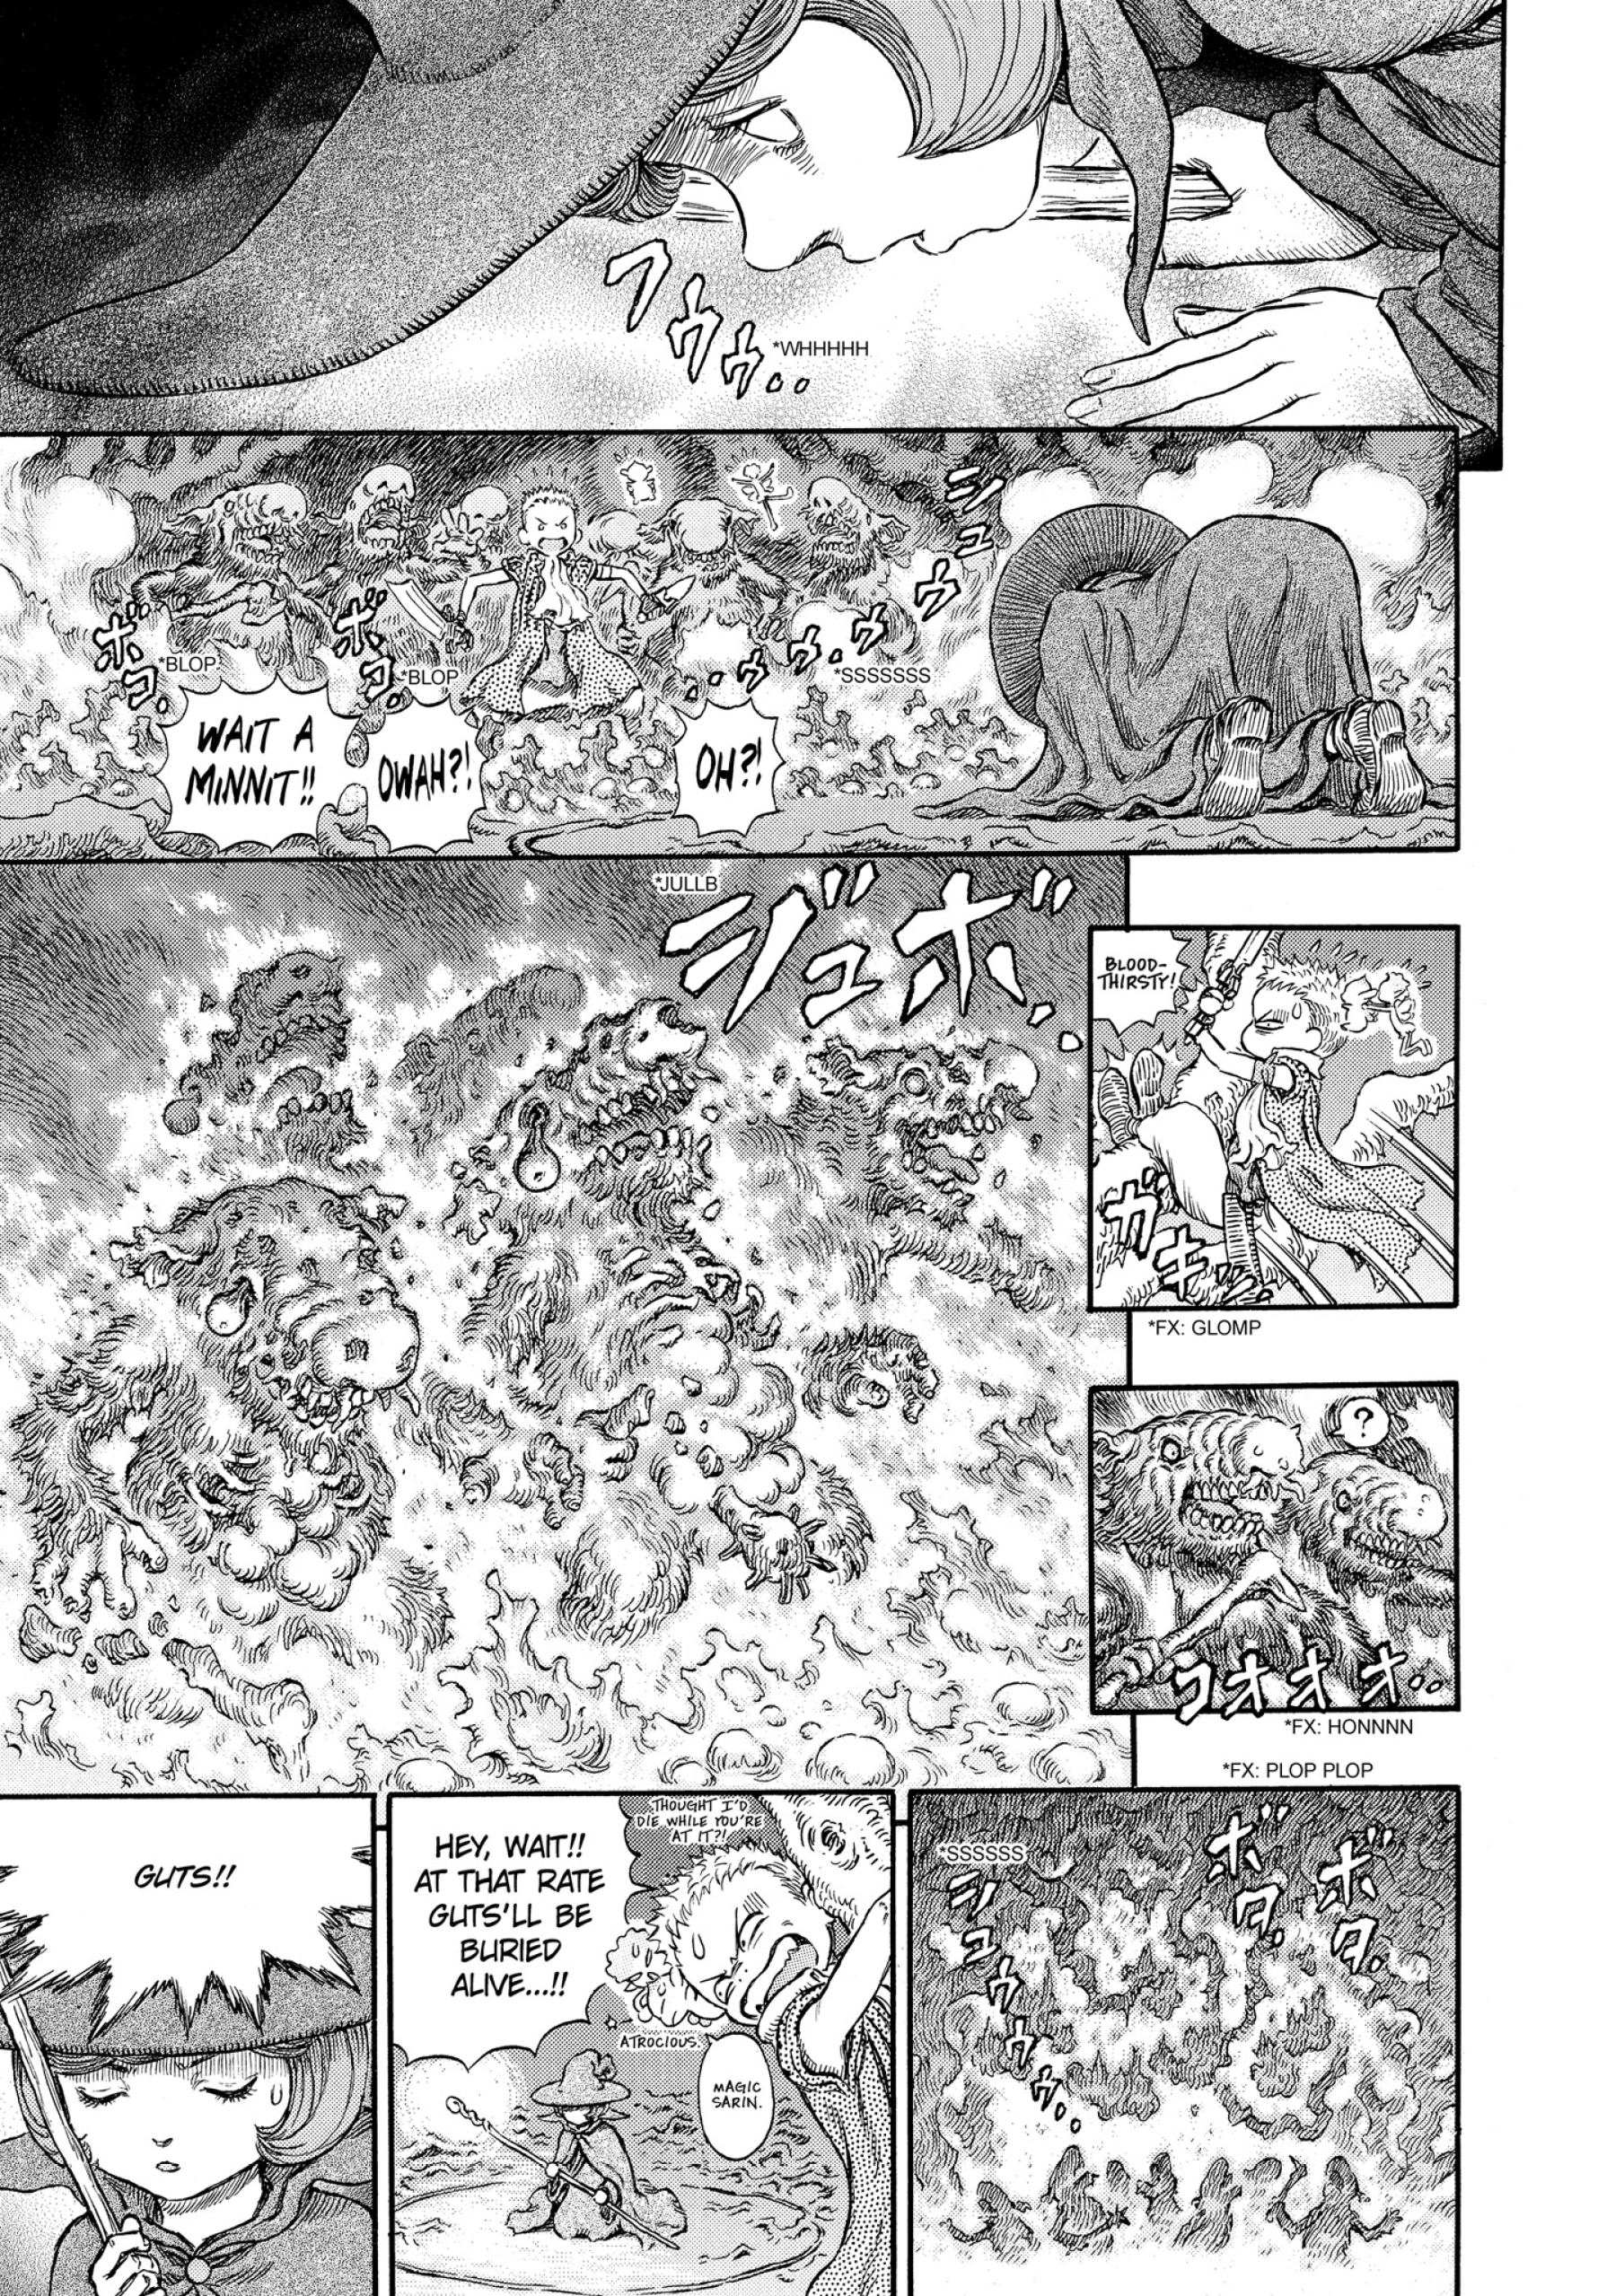 フゥゥゥ‥
*WHHHHH
シュウゥゥゥ‥
*SSSSSSS
OH?!
OWAH?!
ボコ
*BLOP
WAIT A
MINNIT!!
ボコ
*BLOP
BLOOD-
THIRSTY!
ガキッ
*FX: GLOMP
?
コオオオ‥
*FX: HONNNN
*JULLB
ジュボ
*FX: PLOP PLOP
ボタ
ボタ
*SSSSSS
シュウゥゥ‥
THOUGHT I'D
DIE WHILE YOU'RE
AT IT?!
HEY, WAIT!!
AT THAT RATE
GUTS'LL BE
BURIED
ALIVE...!!
ATROCIOUS.
MAGIC
SARIN.
GUTS!!